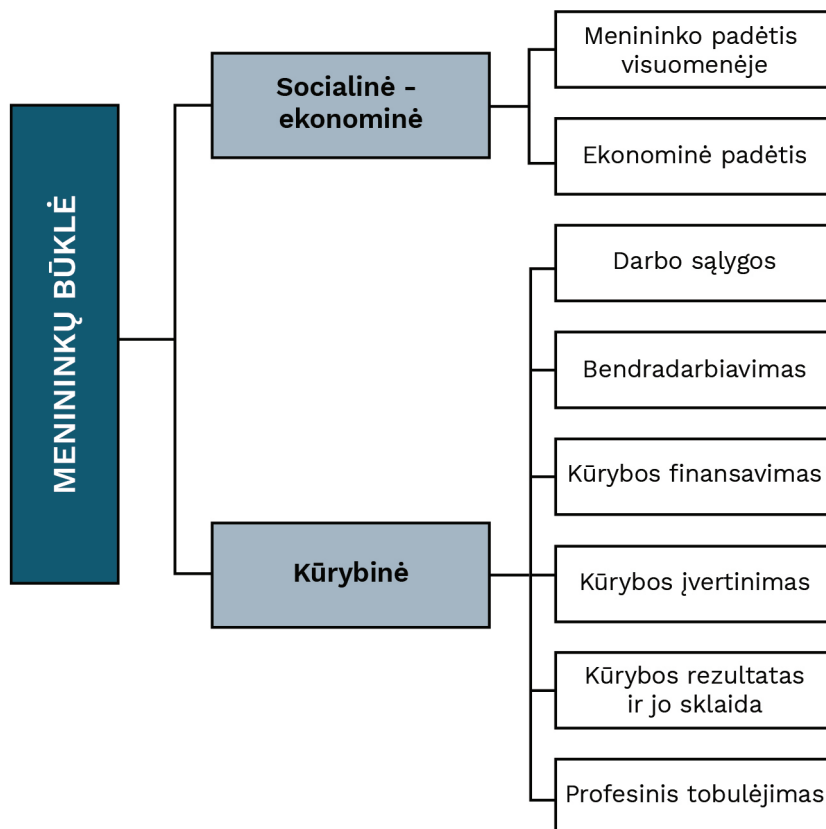 MENININKŲ BŪKLĖ
Socialinė -
ekonominė
Menininko padėtis
visuomenėje
Ekonominė padėtis
Kūrybinė
Darbo sąlygos
Bendradarbiavimas
Kūrybos finansavimas
Kūrybos įvertinimas
Kūrybos rezultatas
ir jo sklaida
Profesinis tobulėjimas